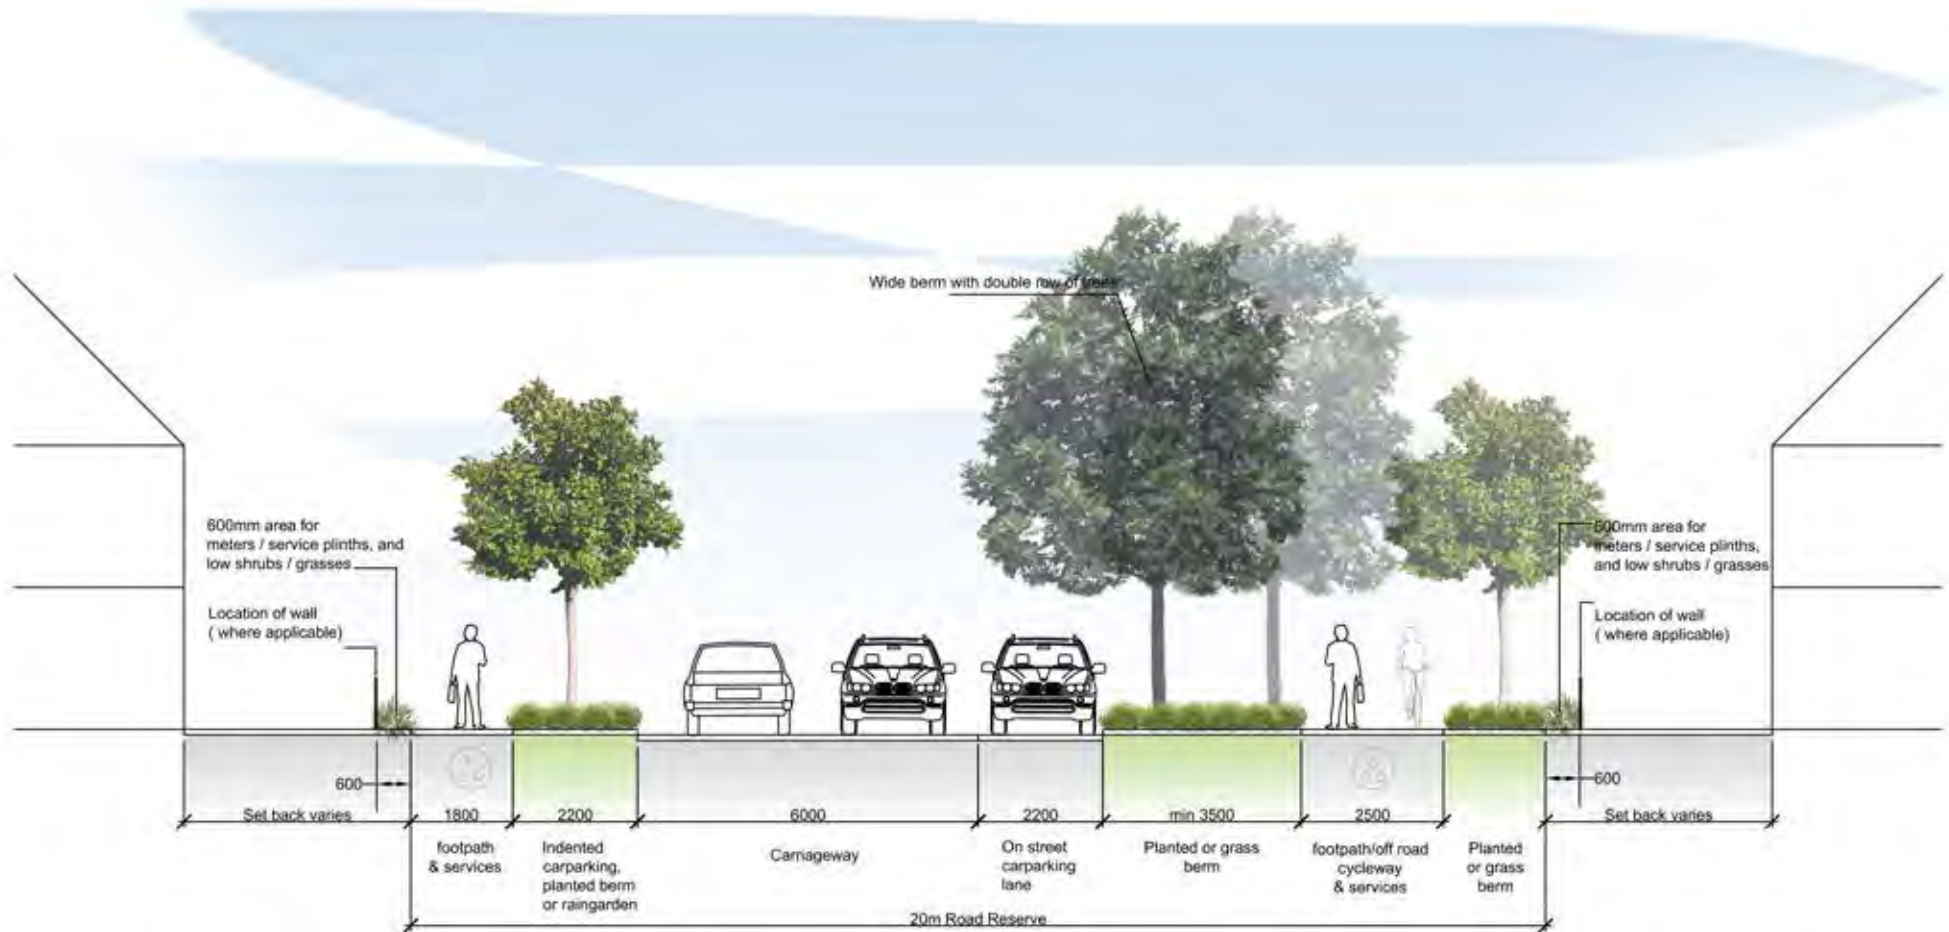 Wide berm with double row of trees
600mm area for
meters / service plinths, and
low shrubs / grasses
Location of wall
( where applicable)
600mm area for
meters / service plinths,
and low shrubs / grasses
Location of wall
( where applicable)
600
600
Set back varies
1800
2200
6000
2200
min 3500
2500
Set back varies
footpath
& services
Indented
carparking,
planted berm
or raingarden
Carriageway
On street
carparking
lane
Planted or grass
berm
footpath/off road
cycleway
& services
Planted
or grass
berm
20m Road Reserve